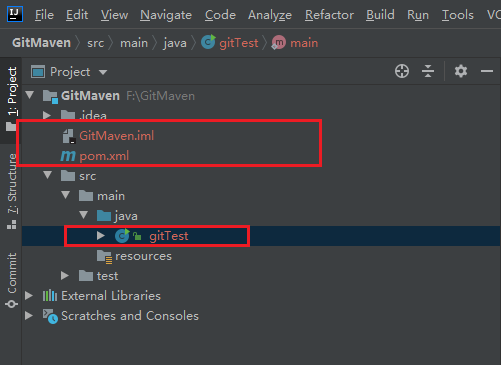 IJ File Edit View Navigate Code Analyze Refactor Build Run Tools VC
GitMaven src main java gitTest main
Project
GitMaven F:\GitMaven
.idea
GitMaven.iml
pom.xml
src
main
java
gitTest
resources
test
External Libraries
Scratches and Consoles
1: Project
7: Structure
Commit